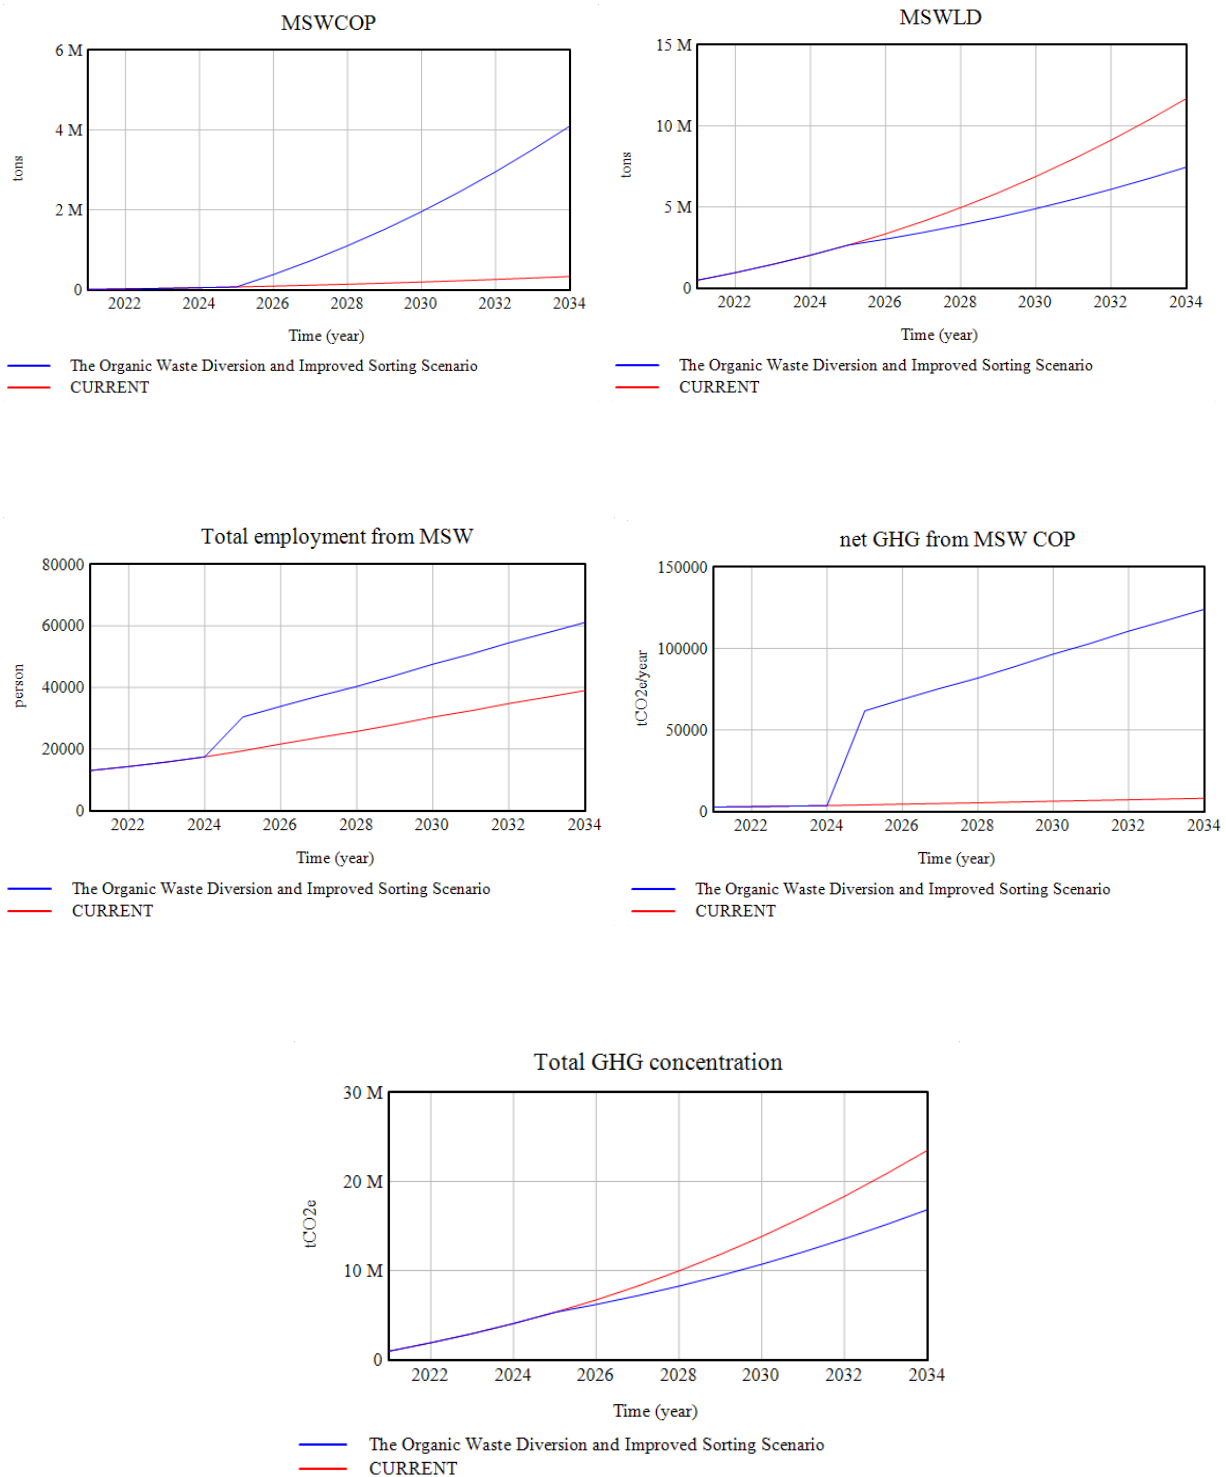 MSWCOP
6 M
4 M
2 M
0
tons
2022 2024 2026 2028 2030 2032 2034
Time (year)
The Organic Waste Diversion and Improved Sorting Scenario
CURRENT
MSWLD
15 M
10 M
5 M
0
tons
2022 2024 2026 2028 2030 2032 2034
Time (year)
The Organic Waste Diversion and Improved Sorting Scenario
CURRENT
Total employment from MSW
80000
60000
40000
20000
0
person
2022 2024 2026 2028 2030 2032 2034
Time (year)
The Organic Waste Diversion and Improved Sorting Scenario
CURRENT
net GHG from MSW COP
150000
100000
50000
0
tCO2e/year
2022 2024 2026 2028 2030 2032 2034
Time (year)
The Organic Waste Diversion and Improved Sorting Scenario
CURRENT
Total GHG concentration
30 M
20 M
10 M
0
tCO2e
2022 2024 2026 2028 2030 2032 2034
Time (year)
The Organic Waste Diversion and Improved Sorting Scenario
CURRENT